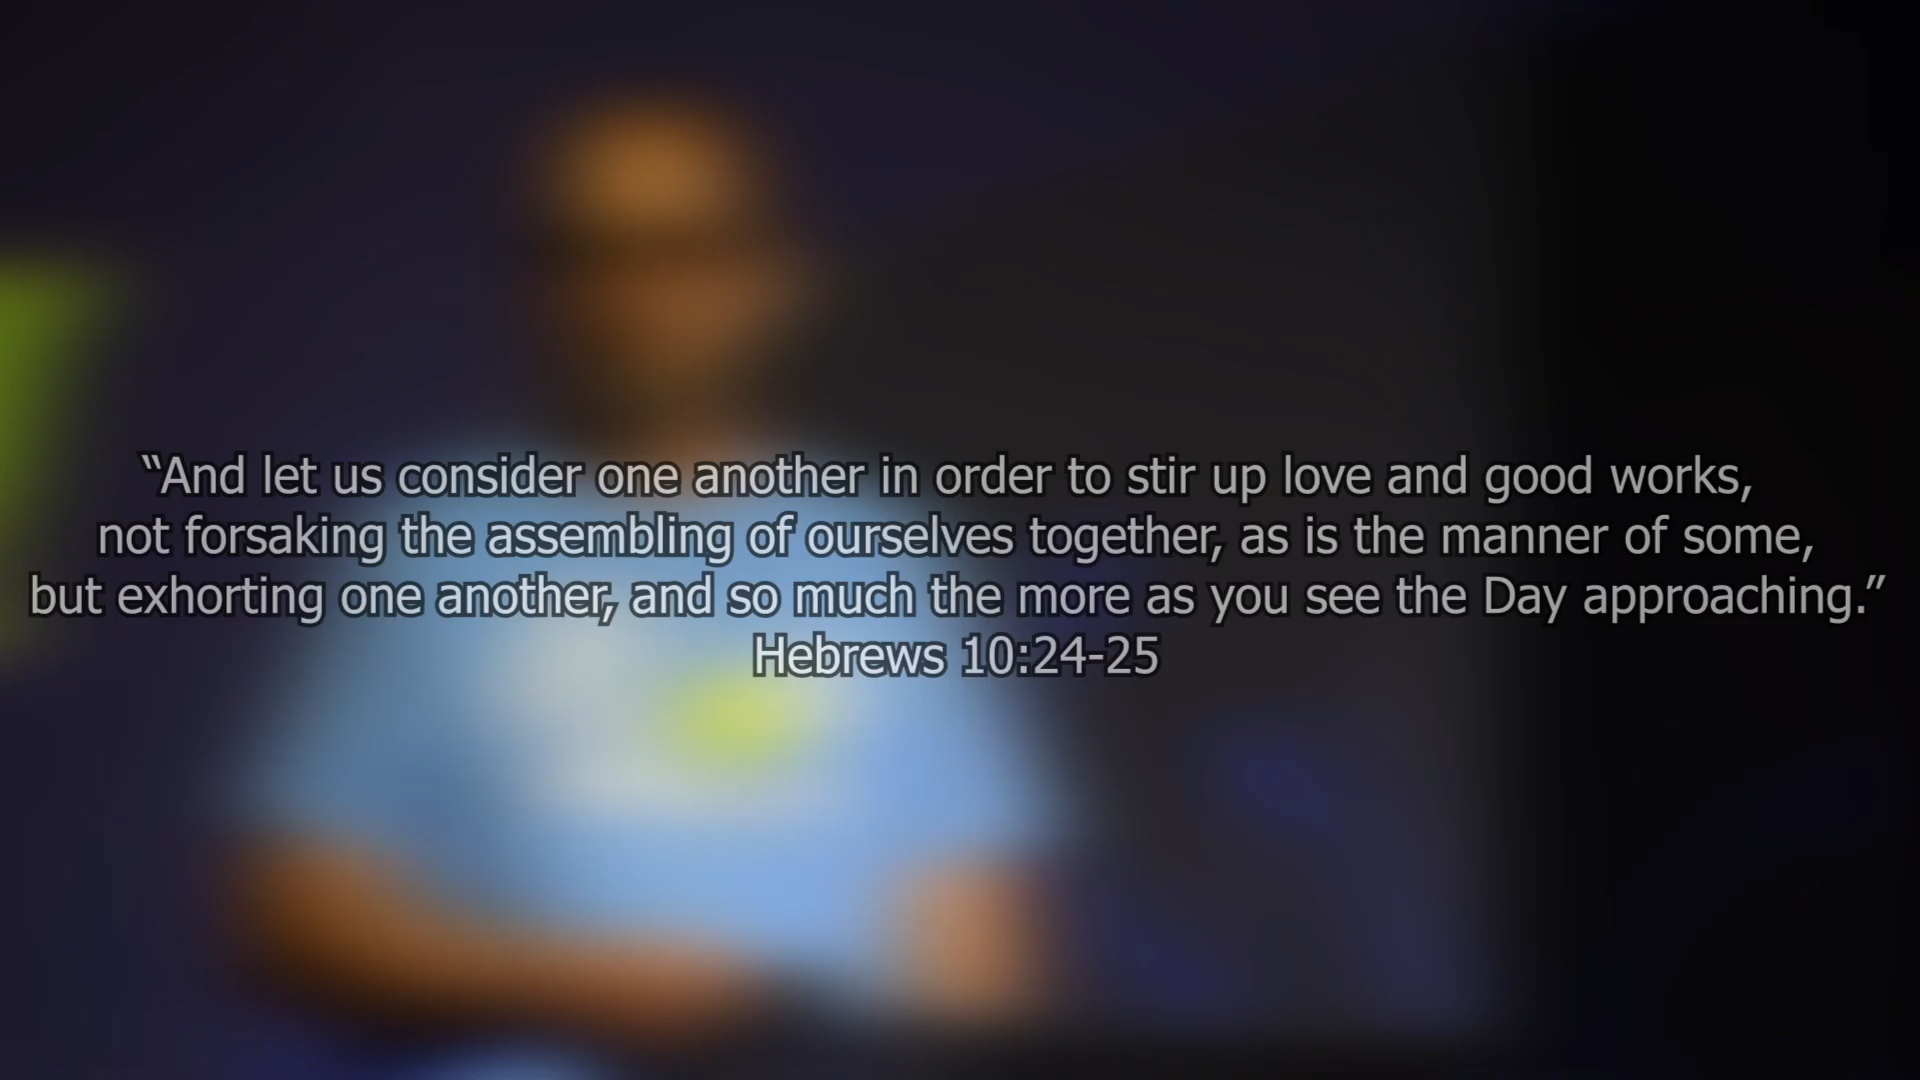 “And let us consider one another in order to stir up love and good works,
not forsaking the assembling of ourselves together, as is the manner of some,
but exhorting one another, and so much the more as you see the Day approaching.”
Hebrews 10:24-25